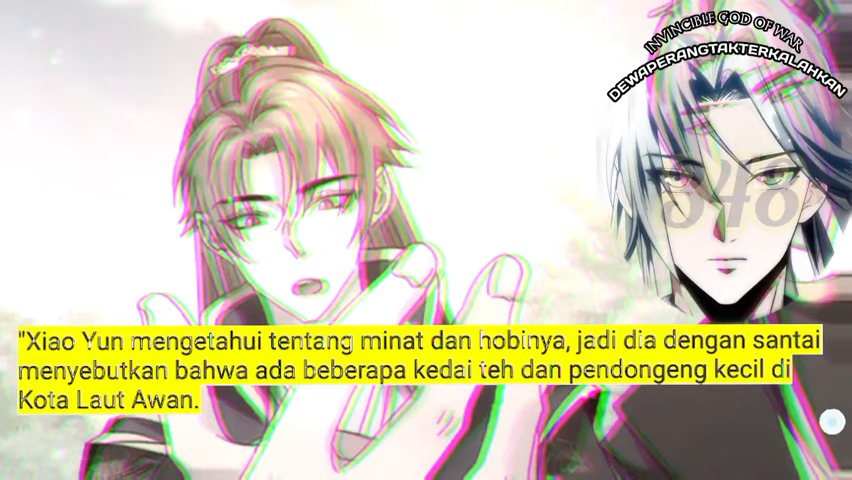 INVINCIBLE GOD OF WAR
DEWAPERANGTAKTERKALAHKAN
"Xiao Yun mengetahui tentang minat dan hobinya, jadi dia dengan santai
menyebutkan bahwa ada beberapa kedai teh dan pendongeng kecil di
Kota Laut Awan.